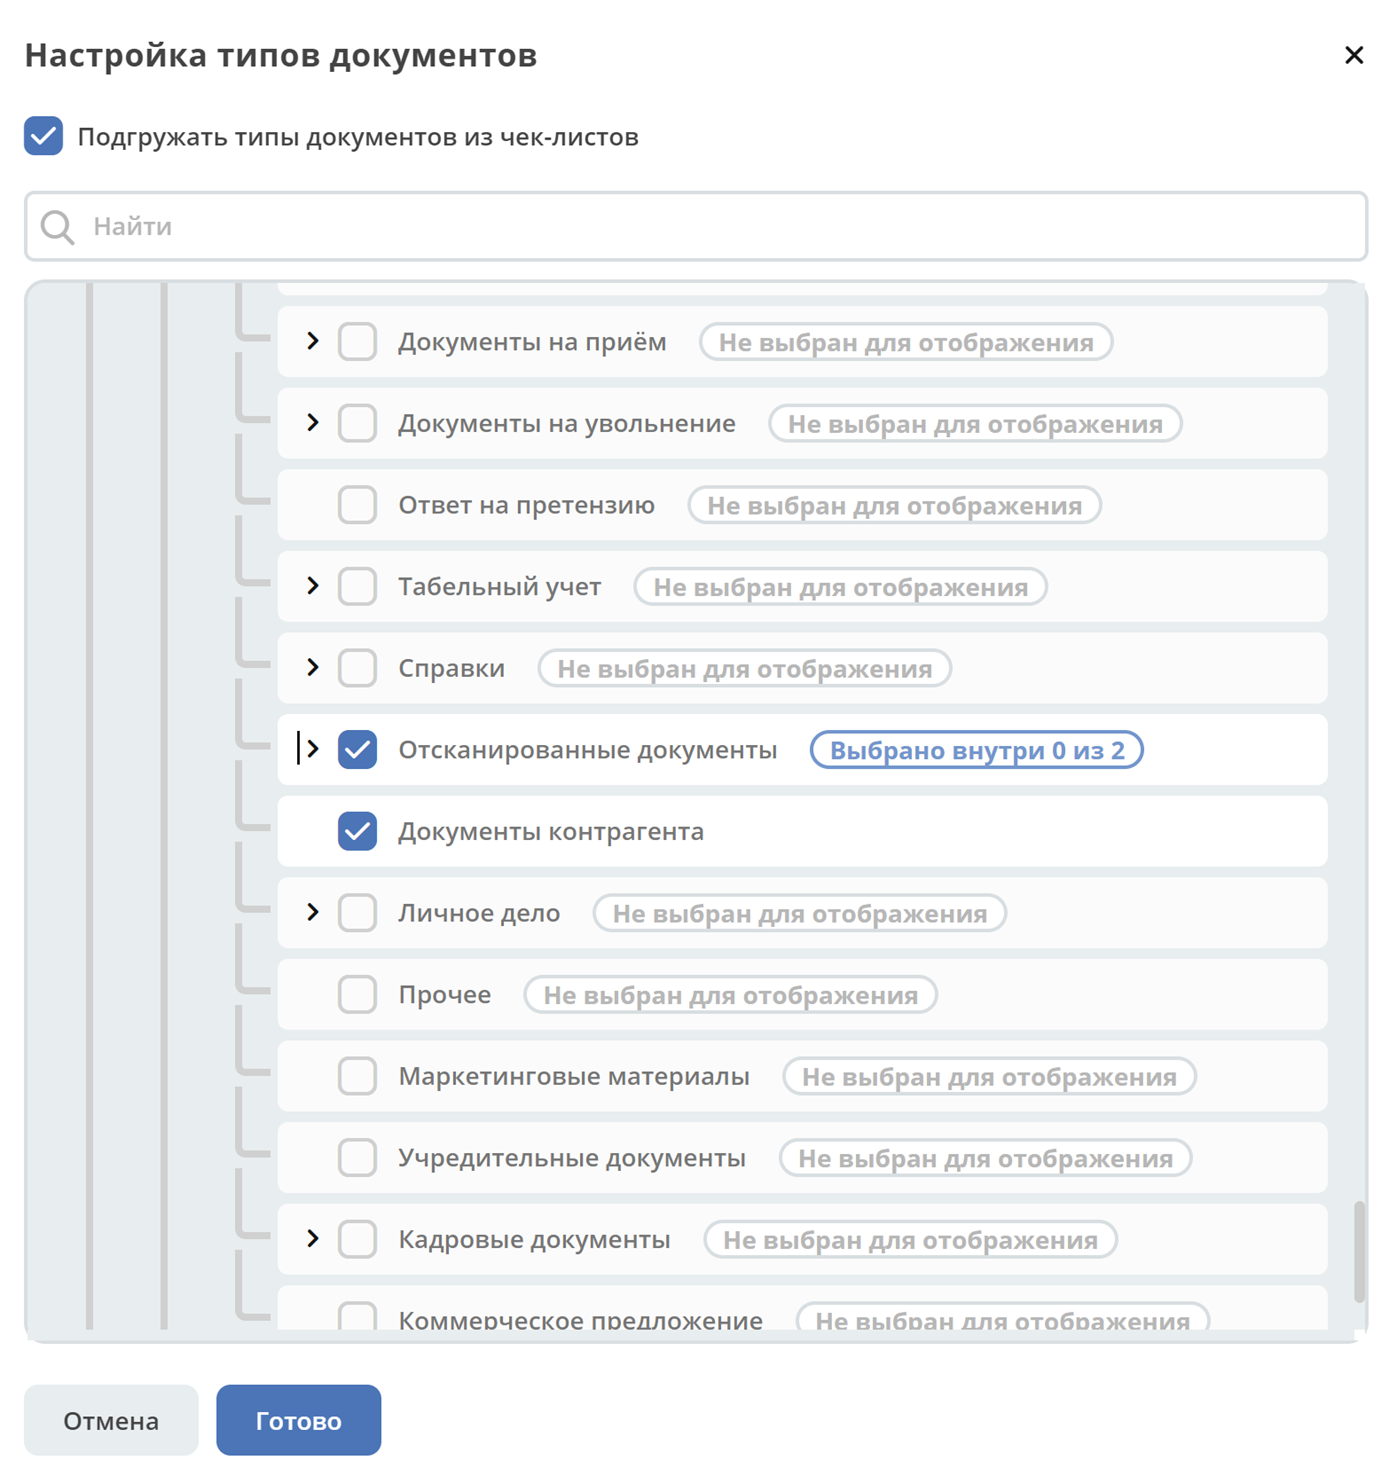 Настройка типов документов
Подгружать типы документов из чек-листов
Найти
Документы на приём Не выбран для отображения
Документы на увольнение Не выбран для отображения
Ответ на претензию Не выбран для отображения
Табельный учет Не выбран для отображения
Справки Не выбран для отображения
Отсканированные документы Выбрано внутри 0 из 2
Документы контрагента
Личное дело Не выбран для отображения
Прочее Не выбран для отображения
Маркетинговые материалы Не выбран для отображения
Учредительные документы Не выбран для отображения
Кадровые документы Не выбран для отображения
Коммерческое предложение Не выбран для отображения
Отмена Готово